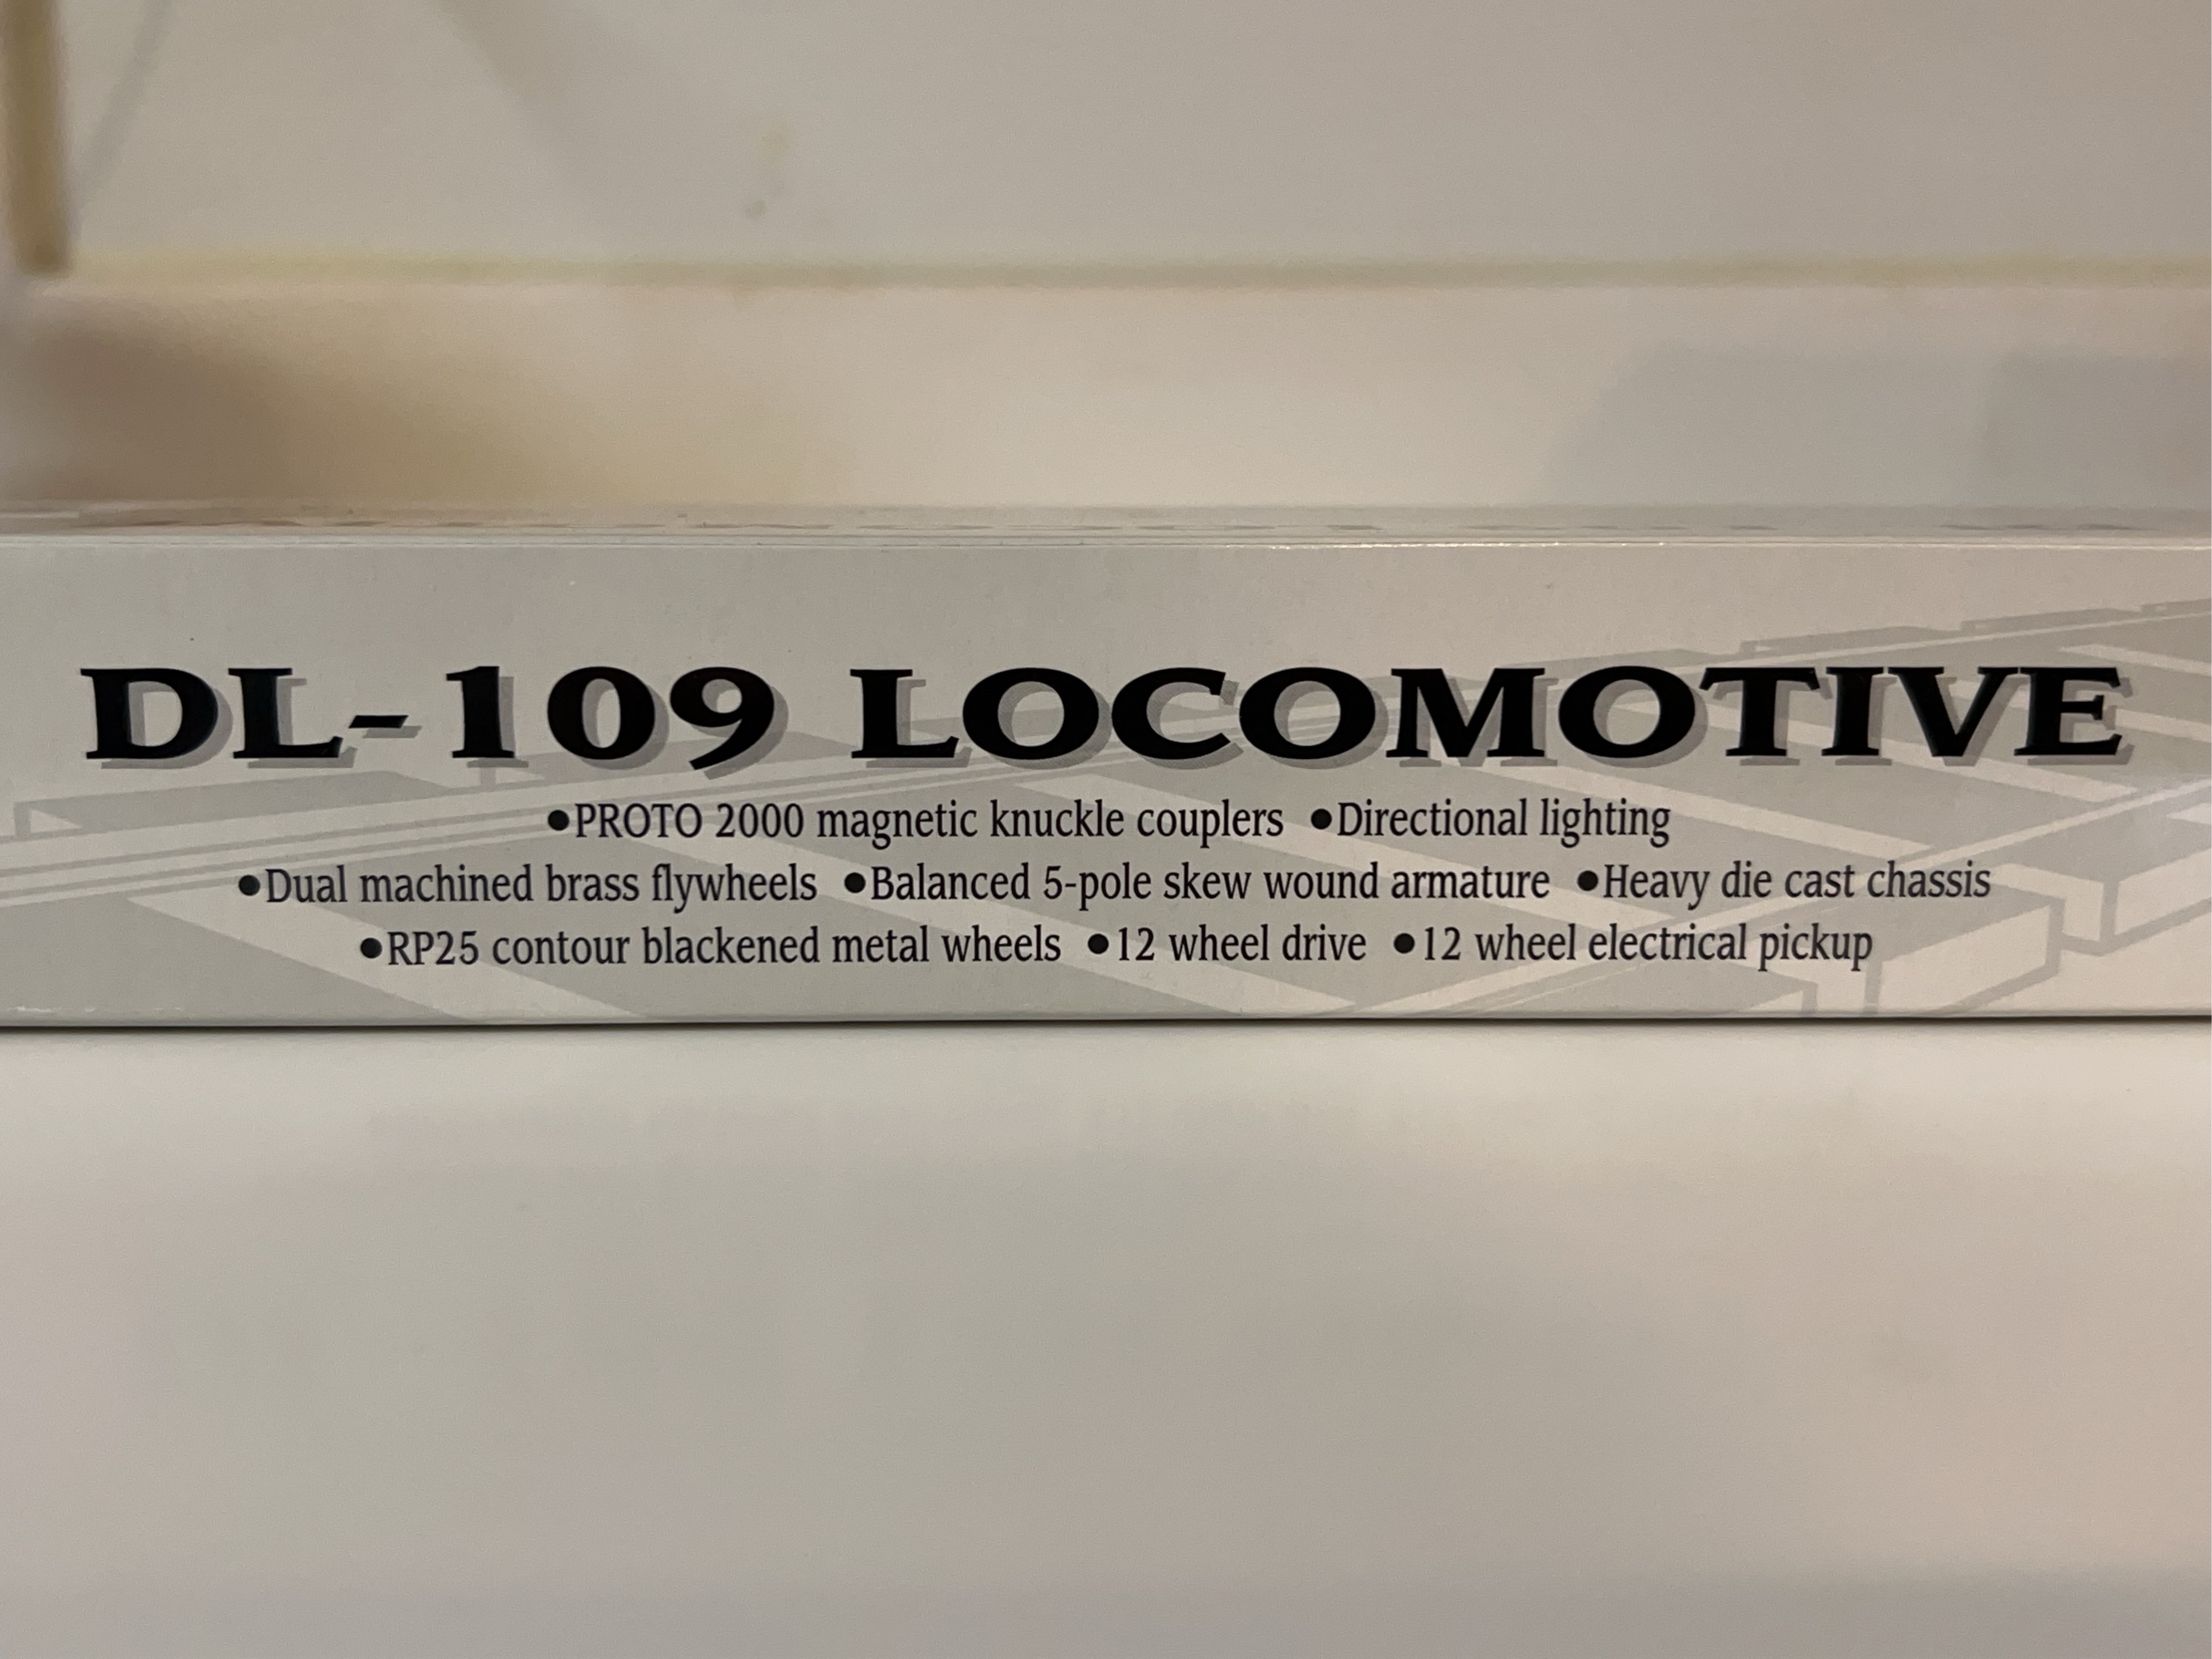 DL-109 LOCOMOTIVE
●PROTO 2000 magnetic knuckle couplers ●Directional lighting
●Dual machined brass flywheels ●Balanced 5-pole skew wound armature ●Heavy die cast chassis
●RP25 contour blackened metal wheels ●12 wheel drive ●12 wheel electrical pickup